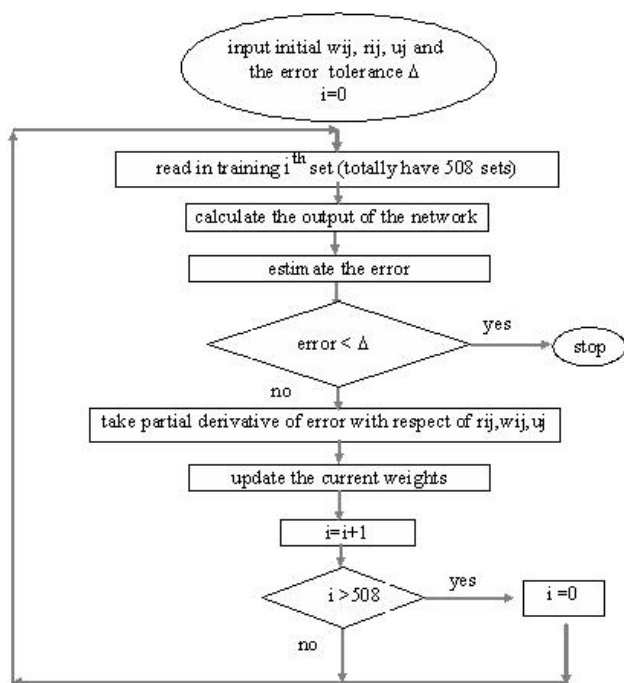 input initial wij, rij, uj and
the error tolerance Δ
i=0
read in training i^th set (totally have 508 sets)
calculate the output of the network
estimate the error
error < Δ
yes
stop
no
take partial derivative of error with respect of rij,wij,uj
update the current weights
i=i+1
i >508
yes
i =0
no